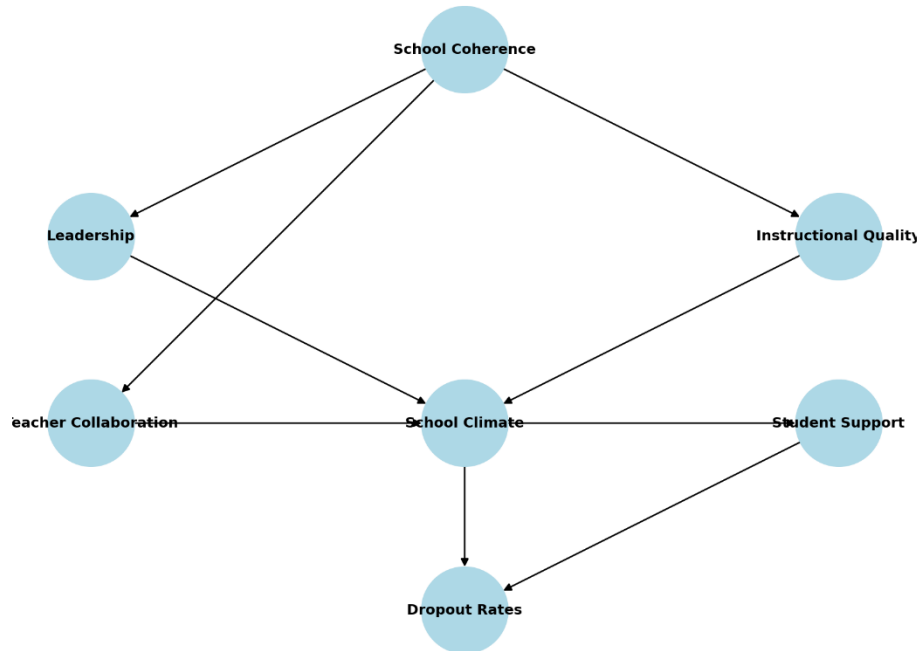 School Coherence
Leadership
Instructional Quality
eacher Collaboration
School Climate
Student Support
Dropout Rates